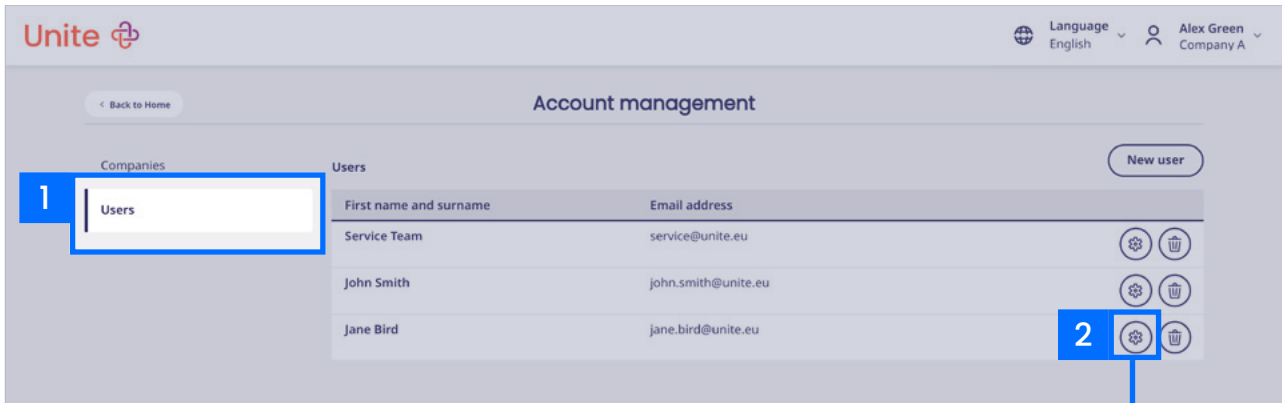 Unite
Language
English
Alex Green
Company A
< Back to Home
Account management
Companies
Users
New user
1
Users
First name and surname Email address
Service Team service@unite.eu
John Smith john.smith@unite.eu
Jane Bird jane.bird@unite.eu
2